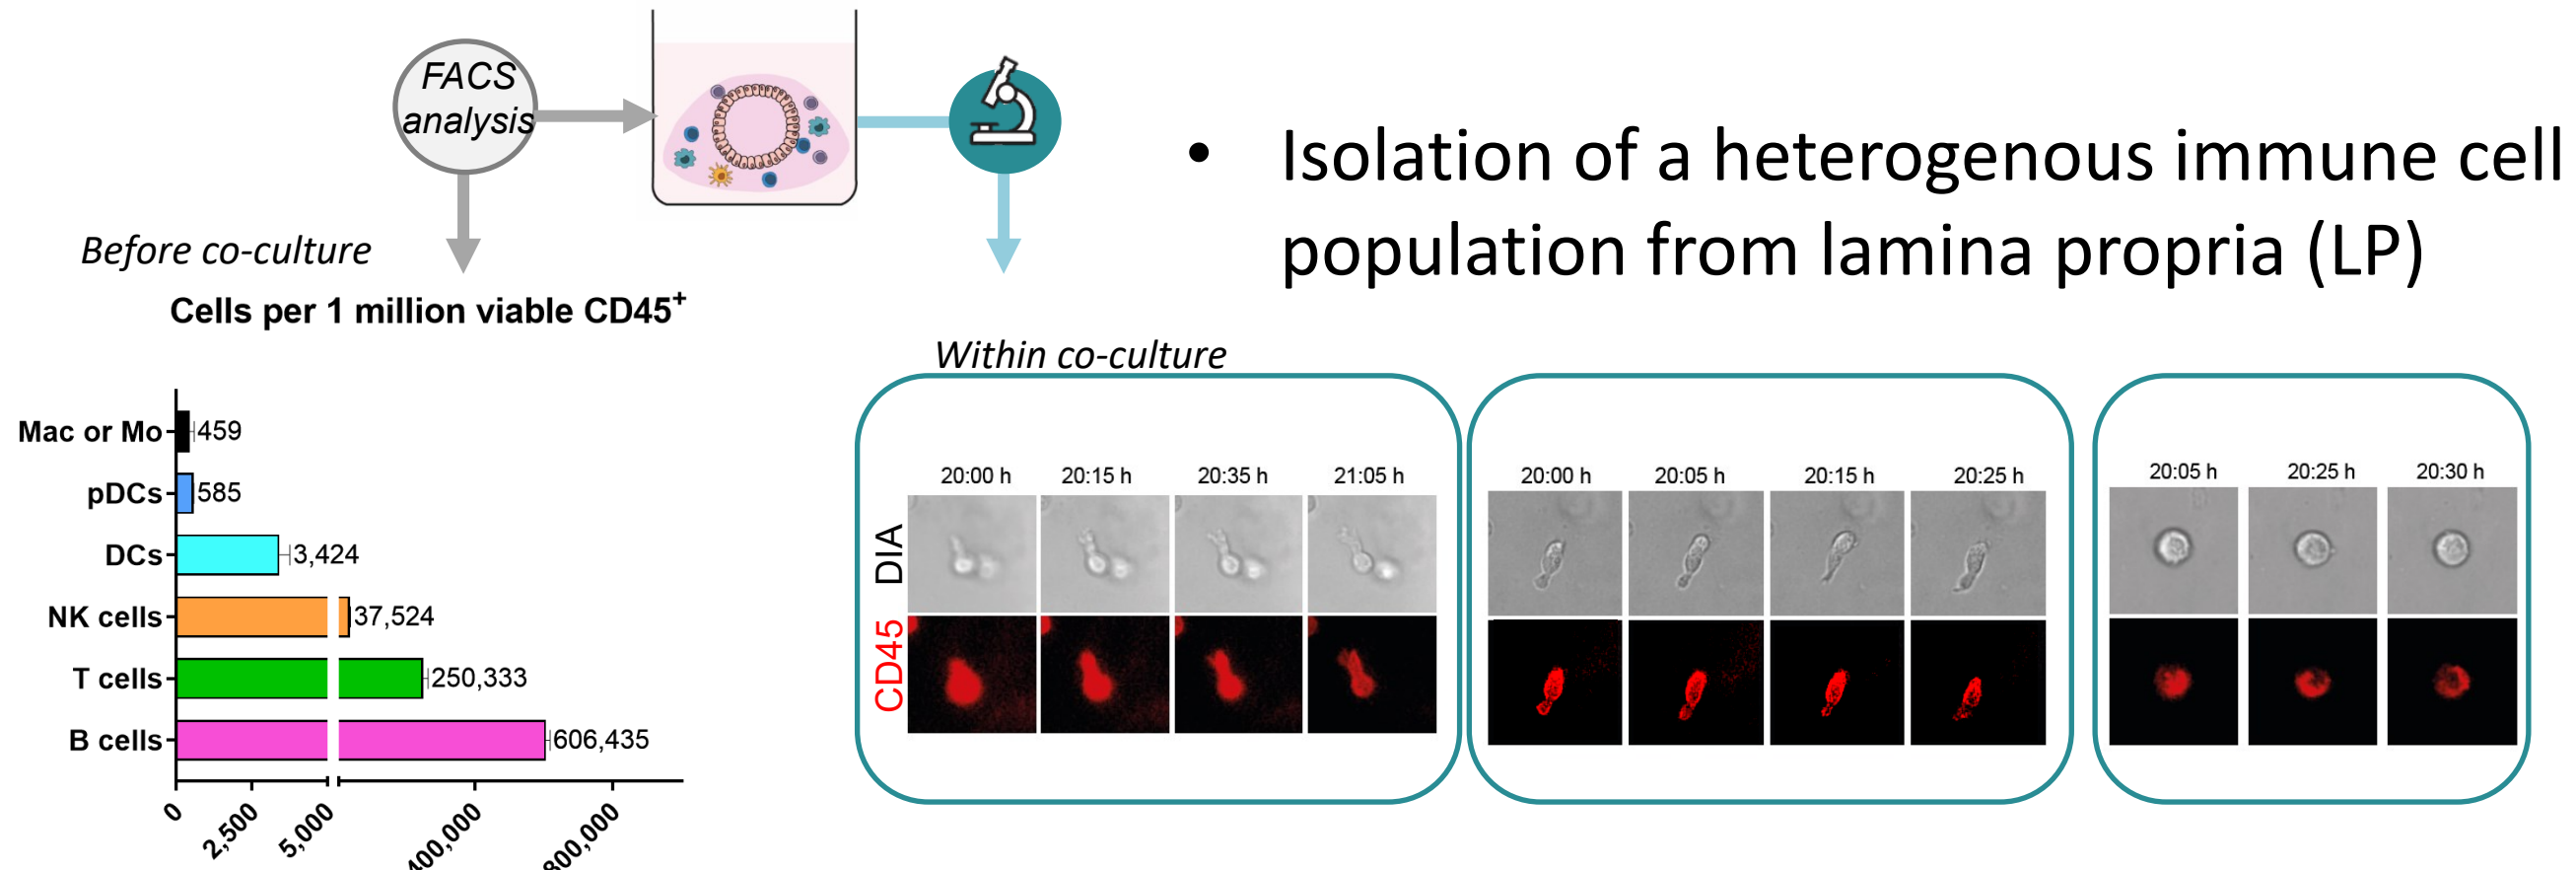 FACS
analysis
• Isolation of a heterogenous immune cell
population from lamina propria (LP)
Before co-culture
Cells per 1 million viable CD45+
Mac or Mo 459
pDCs 585
DCs 3,424
NK cells 37,524
T cells 250,333
B cells 606,435
0 2,500 5,000 400,000 800,000
Within co-culture
20:00 h 20:15 h 20:35 h 21:05 h
DIA
CD45
20:00 h 20:05 h 20:15 h 20:25 h
20:05 h 20:25 h 20:30 h